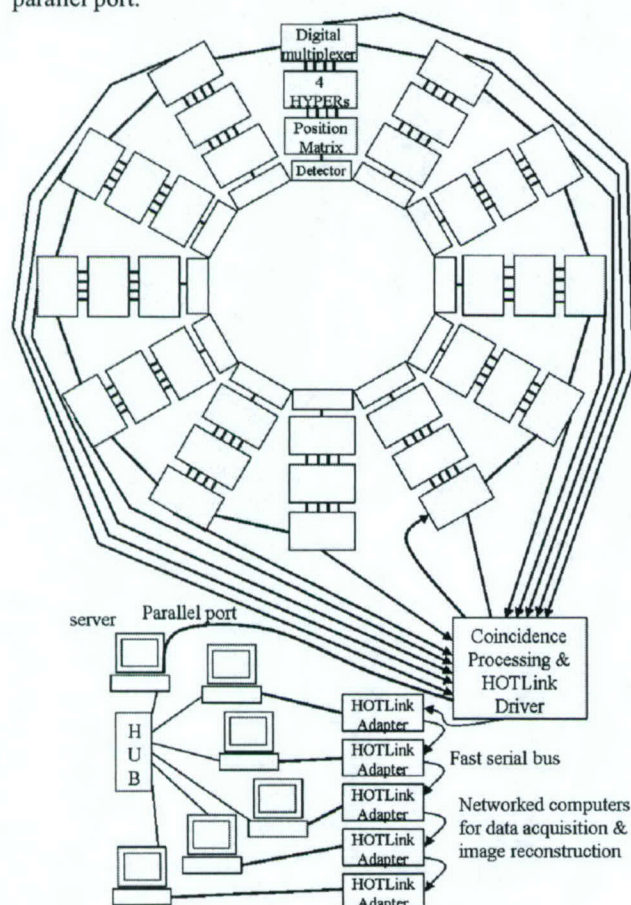 parallel port.
Digital
multiplexer
4
HYPERs
Position
Matrix
Detector
Coincidence
Processing &
HOTLink
Driver
server
Parallel port
H
U
B
HOTLink
Adapter
HOTLink
Adapter
HOTLink
Adapter
HOTLink
Adapter
HOTLink
Adapter
Fast serial bus
Networked computers
for data acquisition &
image reconstruction